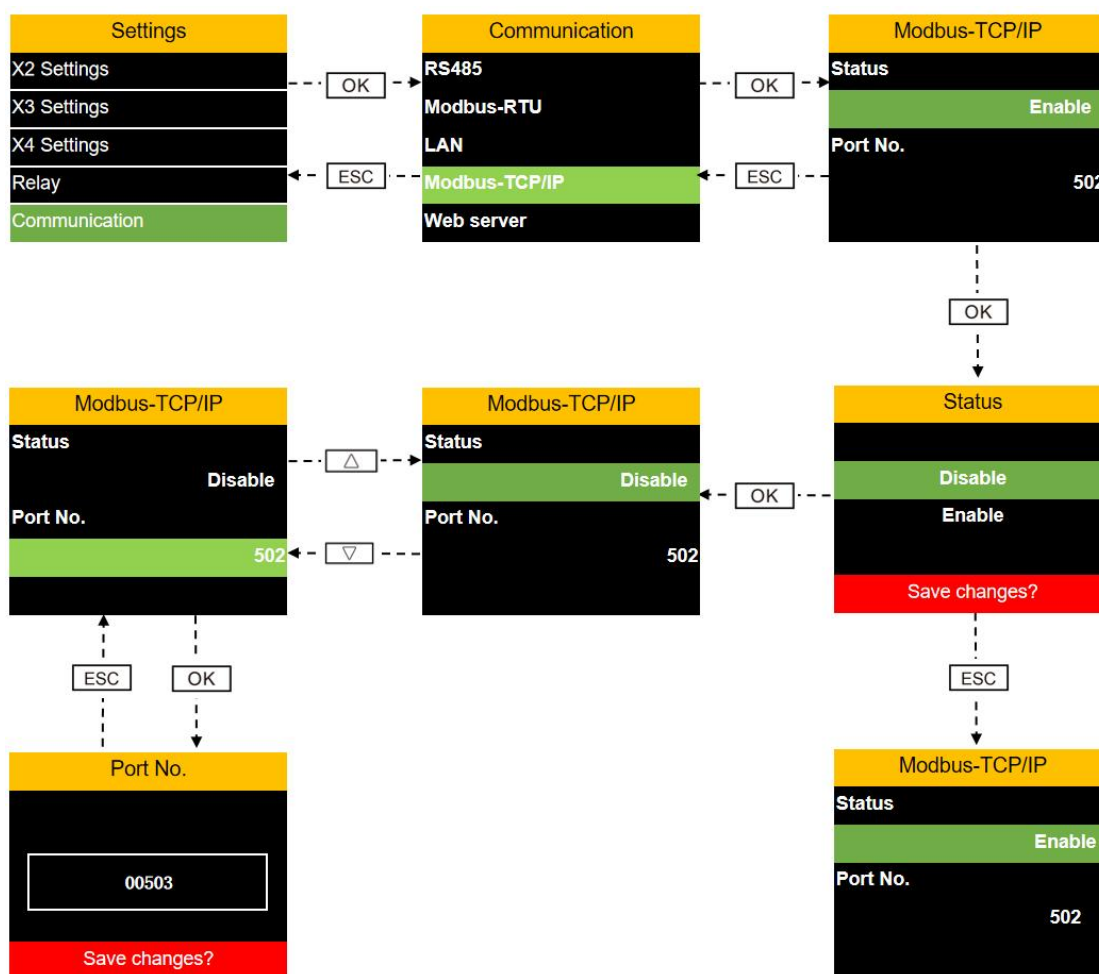 Settings
X2 Settings
X3 Settings
X4 Settings
Relay
Communication
OK
ESC
Communication
RS485
Modbus-RTU
LAN
Modbus-TCP/IP
Web server
OK
ESC
Modbus-TCP/IP
Status
Enable
Port No.
502
OK
Status
Disable
Enable
Save changes?
OK
Modbus-TCP/IP
Status
Disable
Port No.
502
△
▽
Modbus-TCP/IP
Status
Disable
Port No.
502
ESC
OK
Port No.
00503
Save changes?
ESC
Modbus-TCP/IP
Status
Enable
Port No.
502